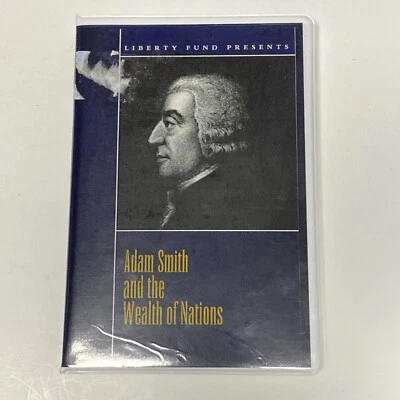 LIBERTY FUND PRESENTS
Adam Smith
and the
Wealth of Nations